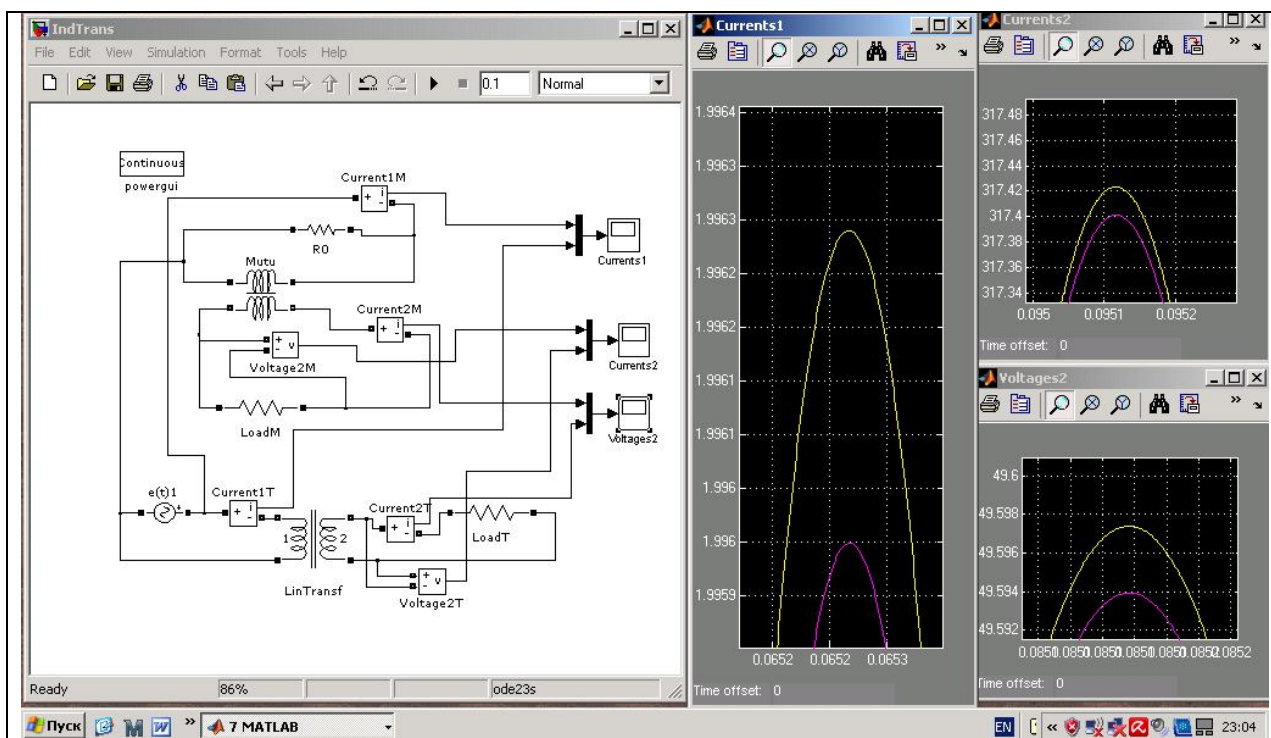 IndTrans
File Edit View Simulation Format Tools Help
0.1 Normal
Continuous
powergui
Current1M
R0
Currents1
Mutu
Current2M
Voltage2M
Currents2
LoadM
Voltages2
e(t)1
Current1T
Current2T
1 2
LoadT
LinTransf
Voltage2T
Ready 86% ode23s
Currents1
1.9964
1.9963
1.9963
1.9962
1.9962
1.9961
1.9961
1.996
1.996
1.9959
0.0652 0.0652 0.0653
Time offset: 0
Currents2
317.48
317.46
317.44
317.42
317.4
317.38
317.36
317.34
0.095 0.0951 0.0952
Time offset: 0
Voltages2
49.6
49.598
49.596
49.594
49.592
0.0852
Time offset: 0
Пуск
7 MATLAB
EN
23:04